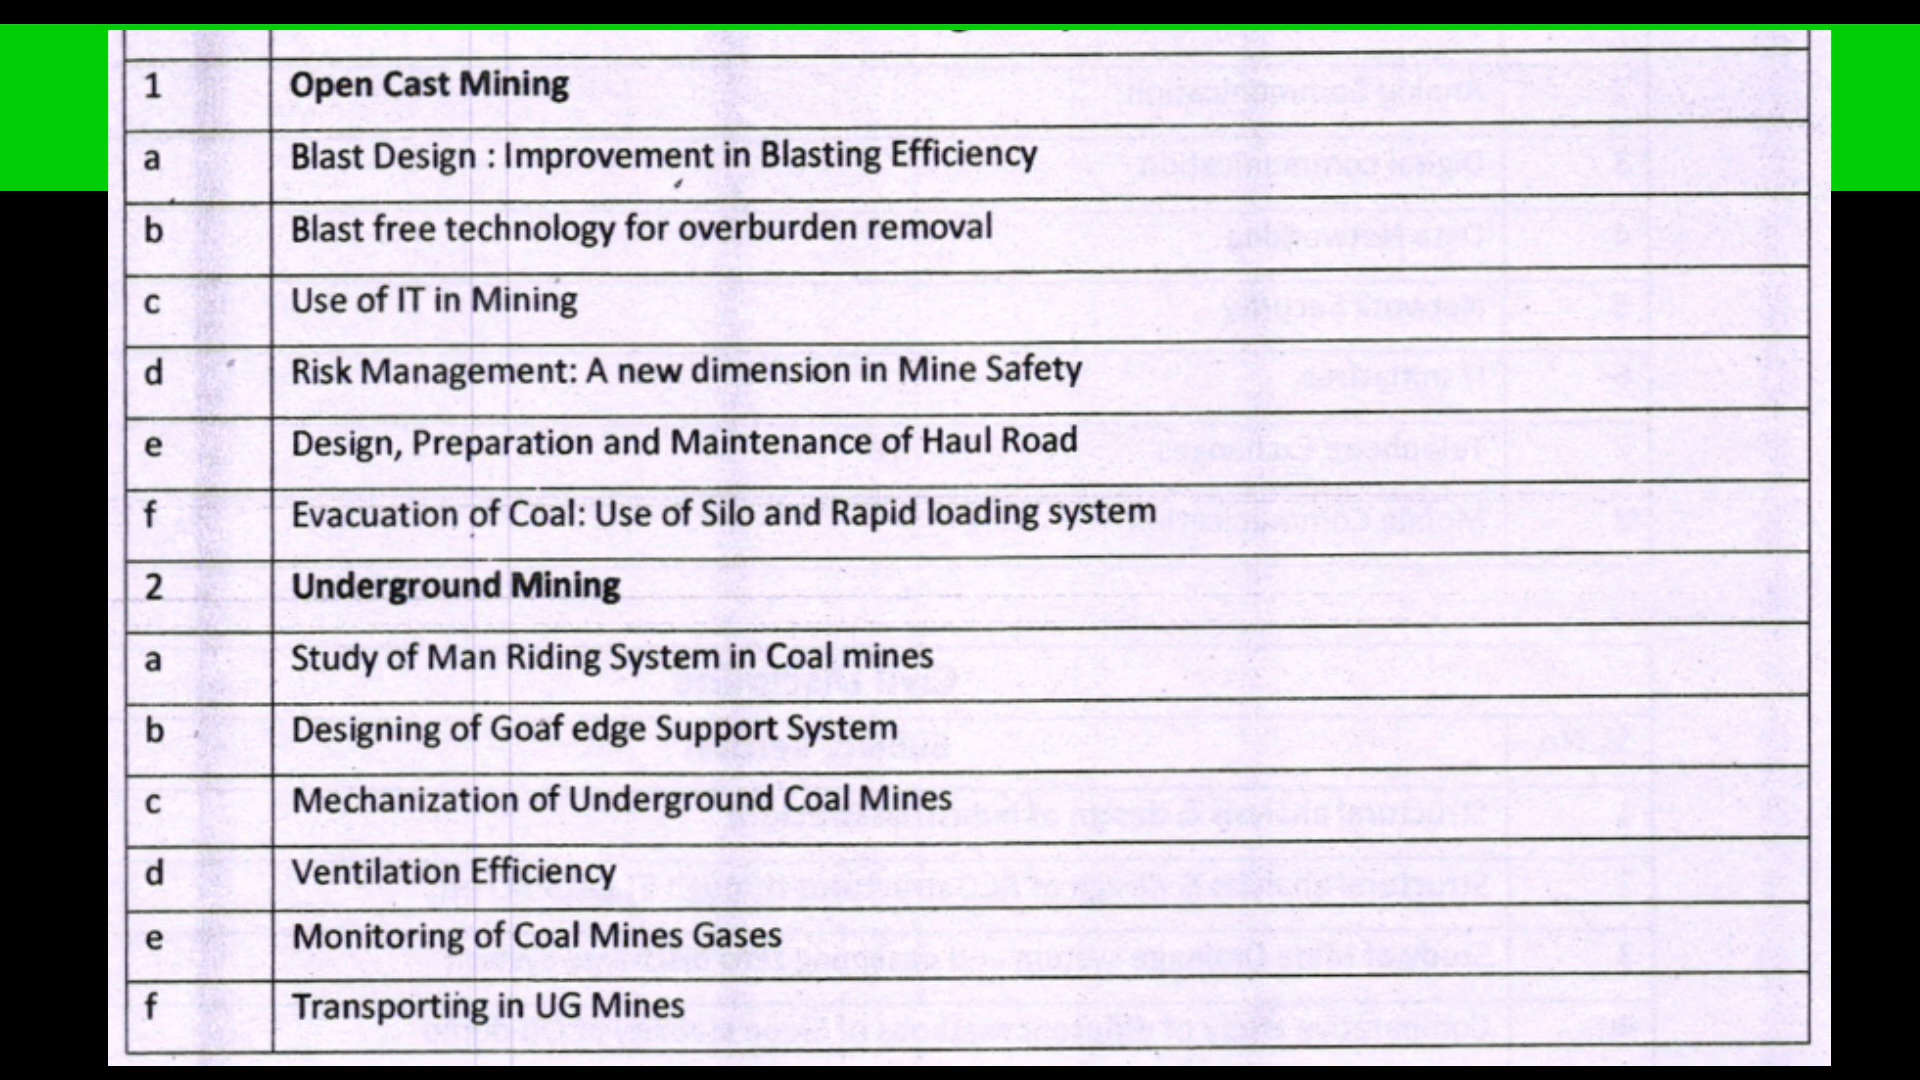 1 Open Cast Mining
a Blast Design : Improvement in Blasting Efficiency
b Blast free technology for overburden removal
c Use of IT in Mining
d Risk Management: A new dimension in Mine Safety
e Design, Preparation and Maintenance of Haul Road
f Evacuation of Coal: Use of Silo and Rapid loading system
2 Underground Mining
a Study of Man Riding System in Coal mines
b Designing of Goaf edge Support System
c Mechanization of Underground Coal Mines
d Ventilation Efficiency
e Monitoring of Coal Mines Gases
f Transporting in UG Mines